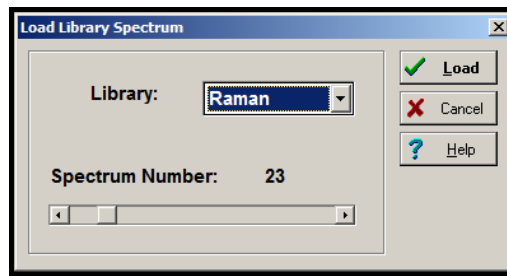 Load Library Spectrum
Library:
Raman
Spectrum Number: 23
Load
Cancel
Help